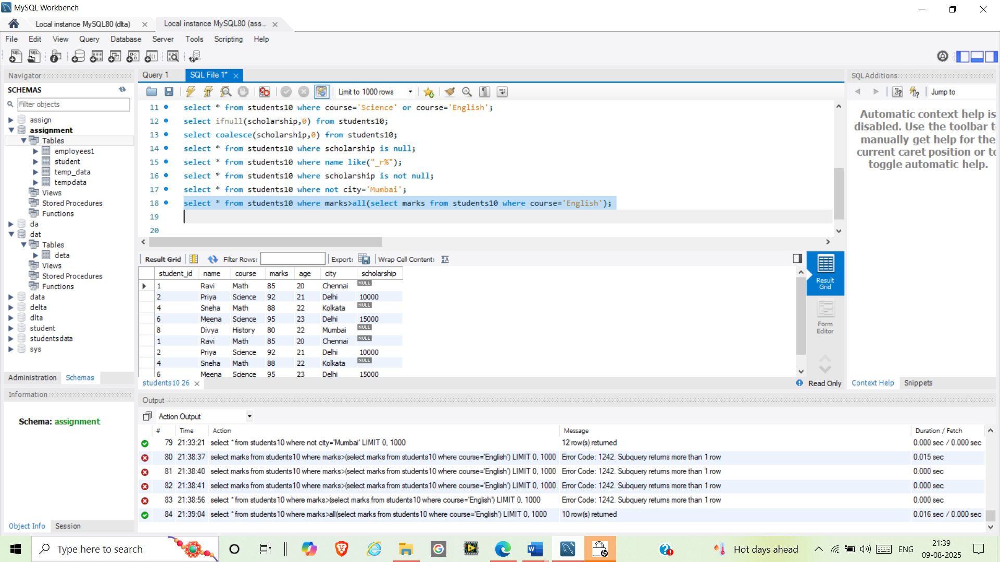 MySQL Workbench
Local instance MySQL80 (dlta)
Local instance MySQL80 (ass...
File Edit View Query Database Server Tools Scripting Help
Navigator
SCHEMAS
Filter objects
assign
assignment
Tables
employees1
student
temp_data
tempdata
Views
Stored Procedures
Functions
da
dat
Tables
deta
Views
Stored Procedures
Functions
data
delta
dlta
student
studentsdata
sys
Administration Schemas
Information
Schema: assignment
Object Info Session
Query 1 SQL File 1*
Limit to 1000 rows
11 select * from students10 where course='Science' or course='English';
12 select ifnull(scholarship,0) from students10;
13 select coalesce(scholarship,0) from students10;
14 select * from students10 where scholarship is null;
15 select * from students10 where name like("_r%");
16 select * from students10 where scholarship is not null;
17 select * from students10 where not city='Mumbai';
18 select * from students10 where marks>all(select marks from students10 where course='English');
19
20
Result Grid Filter Rows: Export: Wrap Cell Content:
student_id name course marks age city scholarship
1 Ravi Math 85 20 Chennai NULL
2 Priya Science 92 21 Delhi 10000
4 Sneha Math 88 22 Kolkata NULL
6 Meena Science 95 23 Delhi 15000
8 Divya History 80 22 Mumbai NULL
1 Ravi Math 85 20 Chennai NULL
2 Priya Science 92 21 Delhi 10000
4 Sneha Math 88 22 Kolkata NULL
6 Meena Science 95 23 Delhi 15000
Result
Grid
Form
Editor
students10 26
Read Only
SQLAdditions
Jump to
Automatic context help is
disabled. Use the toolbar t
manually get help for the
current caret position or to
toggle automatic help.
Context Help Snippets
Output
Action Output
# Time Action Message Duration / Fetch
79 21:33:21 select * from students10 where not city='Mumbai' LIMIT 0, 1000 12 row(s) returned 0.000 sec / 0.000 sec
80 21:38:37 select marks from students10 where marks>(select marks from students10 where course='English') LIMIT 0, 1000 Error Code: 1242. Subquery returns more than 1 row 0.015 sec
81 21:38:40 select marks from students10 where marks>(select marks from students10 where course='English') LIMIT 0, 1000 Error Code: 1242. Subquery returns more than 1 row 0.000 sec
82 21:38:41 select marks from students10 where marks>(select marks from students10 where course='English') LIMIT 0, 1000 Error Code: 1242. Subquery returns more than 1 row 0.000 sec
83 21:38:56 select * from students10 where marks>(select marks from students10 where course='English') LIMIT 0, 1000 Error Code: 1242. Subquery returns more than 1 row 0.000 sec
84 21:39:04 select * from students10 where marks>all(select marks from students10 where course='English') LIMIT 0, 1000 10 row(s) returned 0.016 sec / 0.000 sec
Type here to search
Hot days ahead
ENG
21:39
09-08-2025